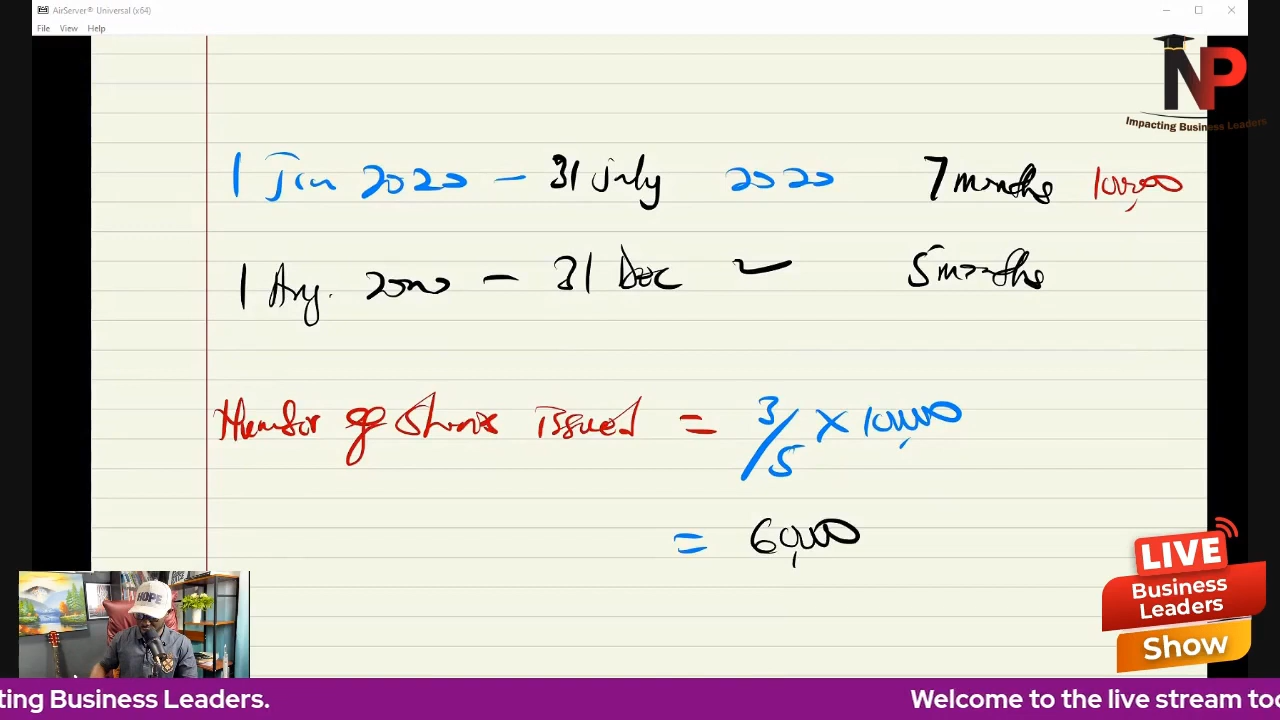 AirServer® Universal (x64)
File View Help
NP
Impacting Business Leaders
1 Jan 2020 - 31 July 2020 7 months 10,000
1 Aug. 2020 - 31 Dec 5 months
Number of Shares issued = 3/5 x 10,000
= 6,000
HOPE
LIVE
Business
Leaders
Show
ting Business Leaders. Welcome to the live stream too